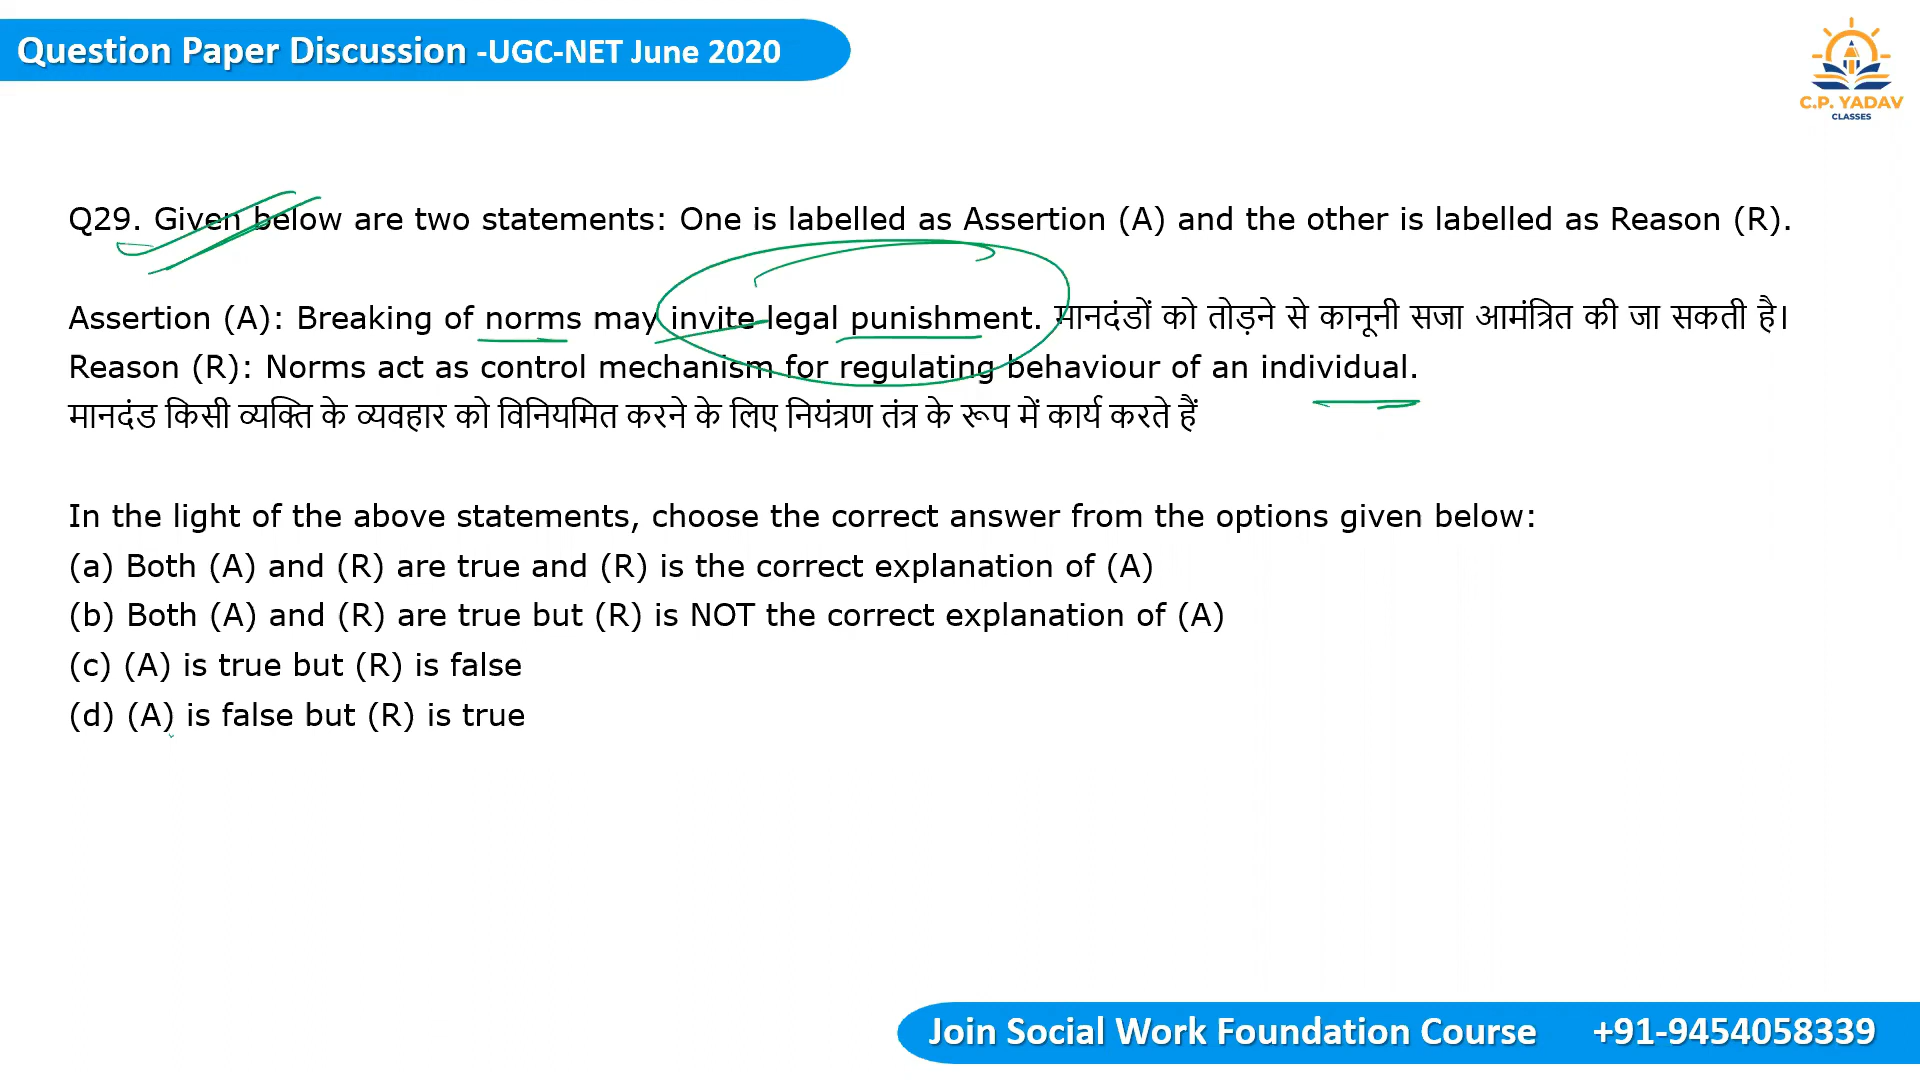 Question Paper Discussion -UGC-NET June 2020
C.P. YADAV
CLASSES
Q29. Given below are two statements: One is labelled as Assertion (A) and the other is labelled as Reason (R).
Assertion (A): Breaking of norms may invite legal punishment. मानदंडों को तोड़ने से कानूनी सजा आमंत्रित की जा सकती है।
Reason (R): Norms act as control mechanism for regulating behaviour of an individual.
मानदंड किसी व्यक्ति के व्यवहार को विनियमित करने के लिए नियंत्रण तंत्र के रूप में कार्य करते हैं
In the light of the above statements, choose the correct answer from the options given below:
(a) Both (A) and (R) are true and (R) is the correct explanation of (A)
(b) Both (A) and (R) are true but (R) is NOT the correct explanation of (A)
(c) (A) is true but (R) is false
(d) (A) is false but (R) is true
Join Social Work Foundation Course +91-9454058339